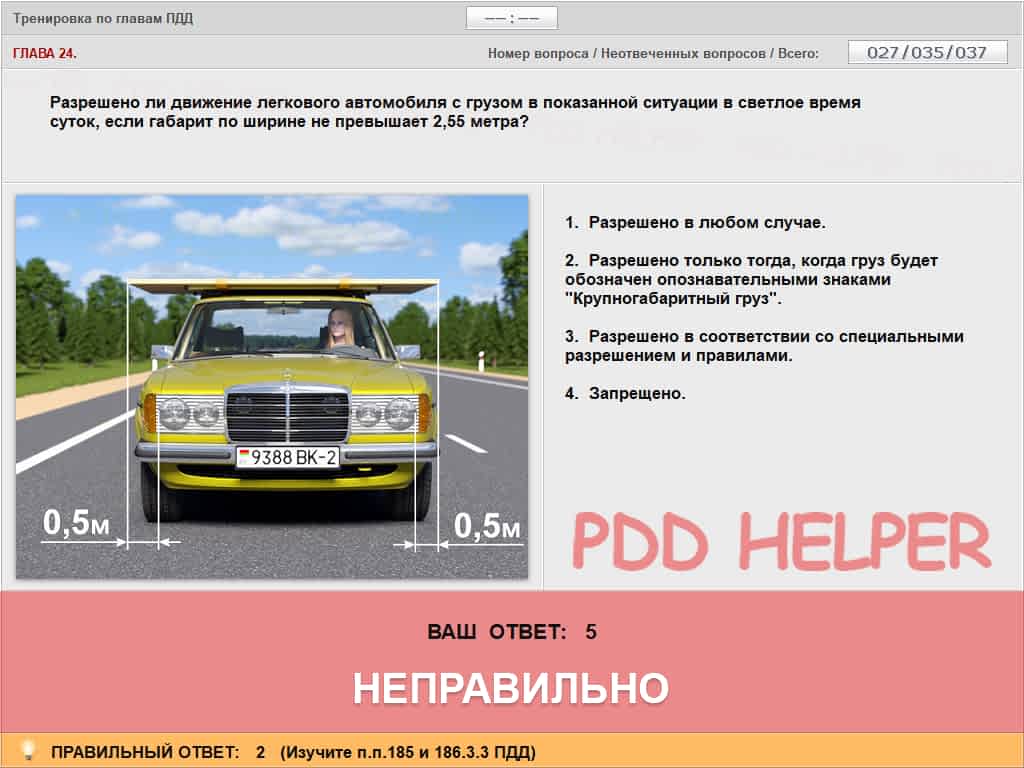 Тренировка по главам ПДД
–– : ––
ГЛАВА 24.
Номер вопроса / Неотвеченных вопросов / Всего:
027/035/037
Разрешено ли движение легкового автомобиля с грузом в показанной ситуации в светлое время
суток, если габарит по ширине не превышает 2,55 метра?
1. Разрешено в любом случае.
2. Разрешено только тогда, когда груз будет
обозначен опознавательными знаками
"Крупногабаритный груз".
3. Разрешено в соответствии со специальными
разрешением и правилами.
4. Запрещено.
9388 BK-2
0,5м
0,5м
PDD HELPER
ВАШ ОТВЕТ: 5
НЕПРАВИЛЬНО
ПРАВИЛЬНЫЙ ОТВЕТ: 2 (Изучите п.п.185 и 186.3.3 ПДД)